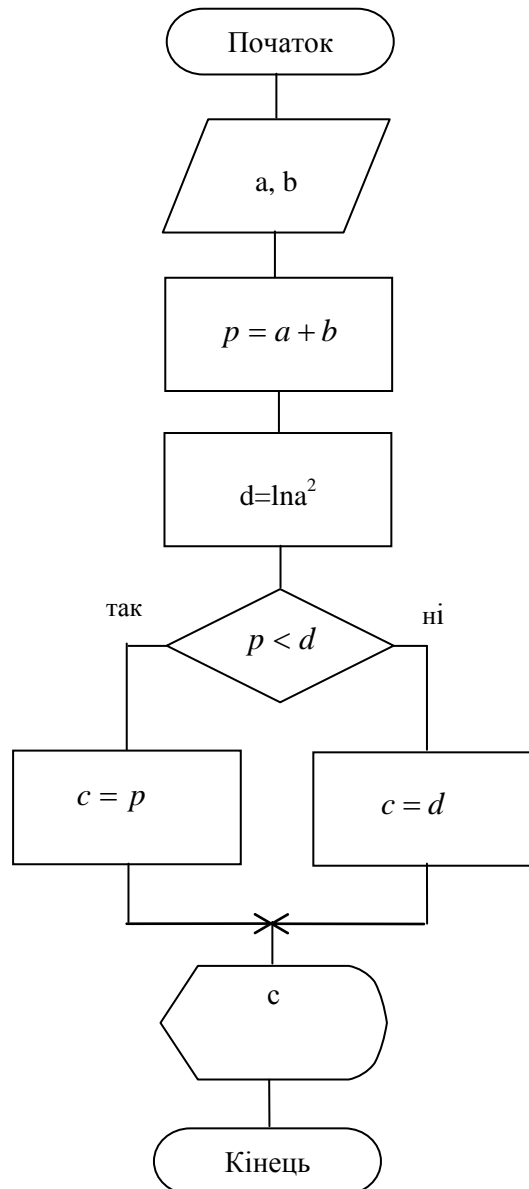 Початок
a, b
p = a + b
d=lna²
так
ні
p < d
c = p
c = d
c
Кінець